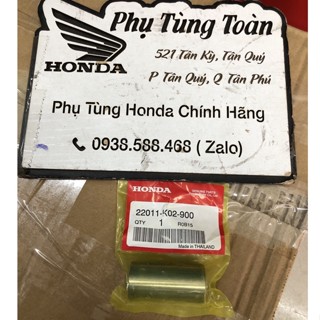 Phụ Tùng Toàn
521 Tân Kỳ, Tân Quý
P Tân Quý, Q Tân Phú
HONDA
Phụ Tùng Honda Chính Hãng
0938.588.468 ( Zalo)
HONDA
22011-K02-900
QTY 1
Made in THAILAND